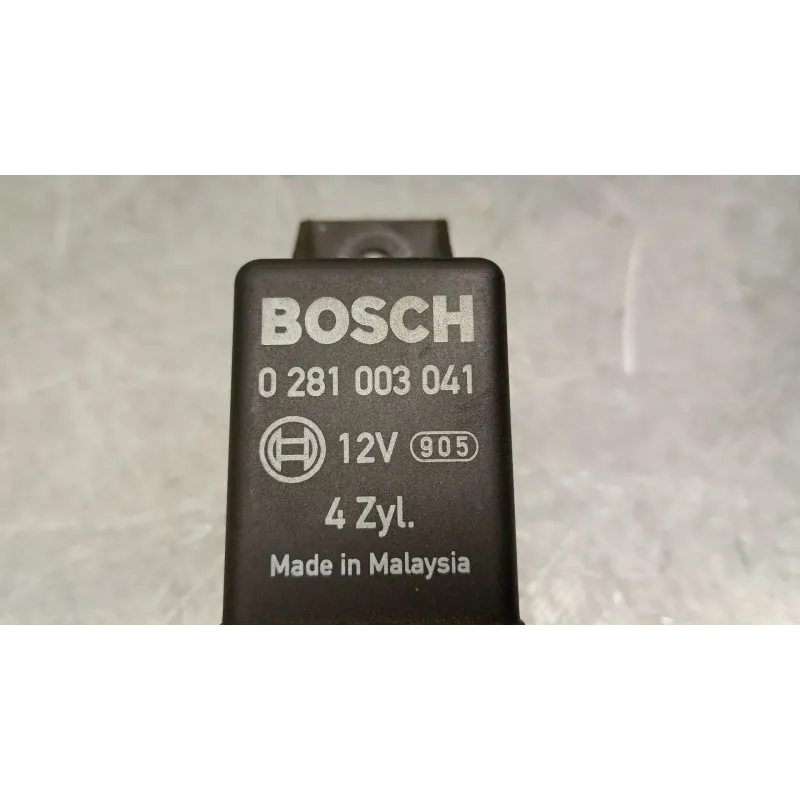 BOSCH
0 281 003 041
12V 905
4 Zyl.
Made in Malaysia